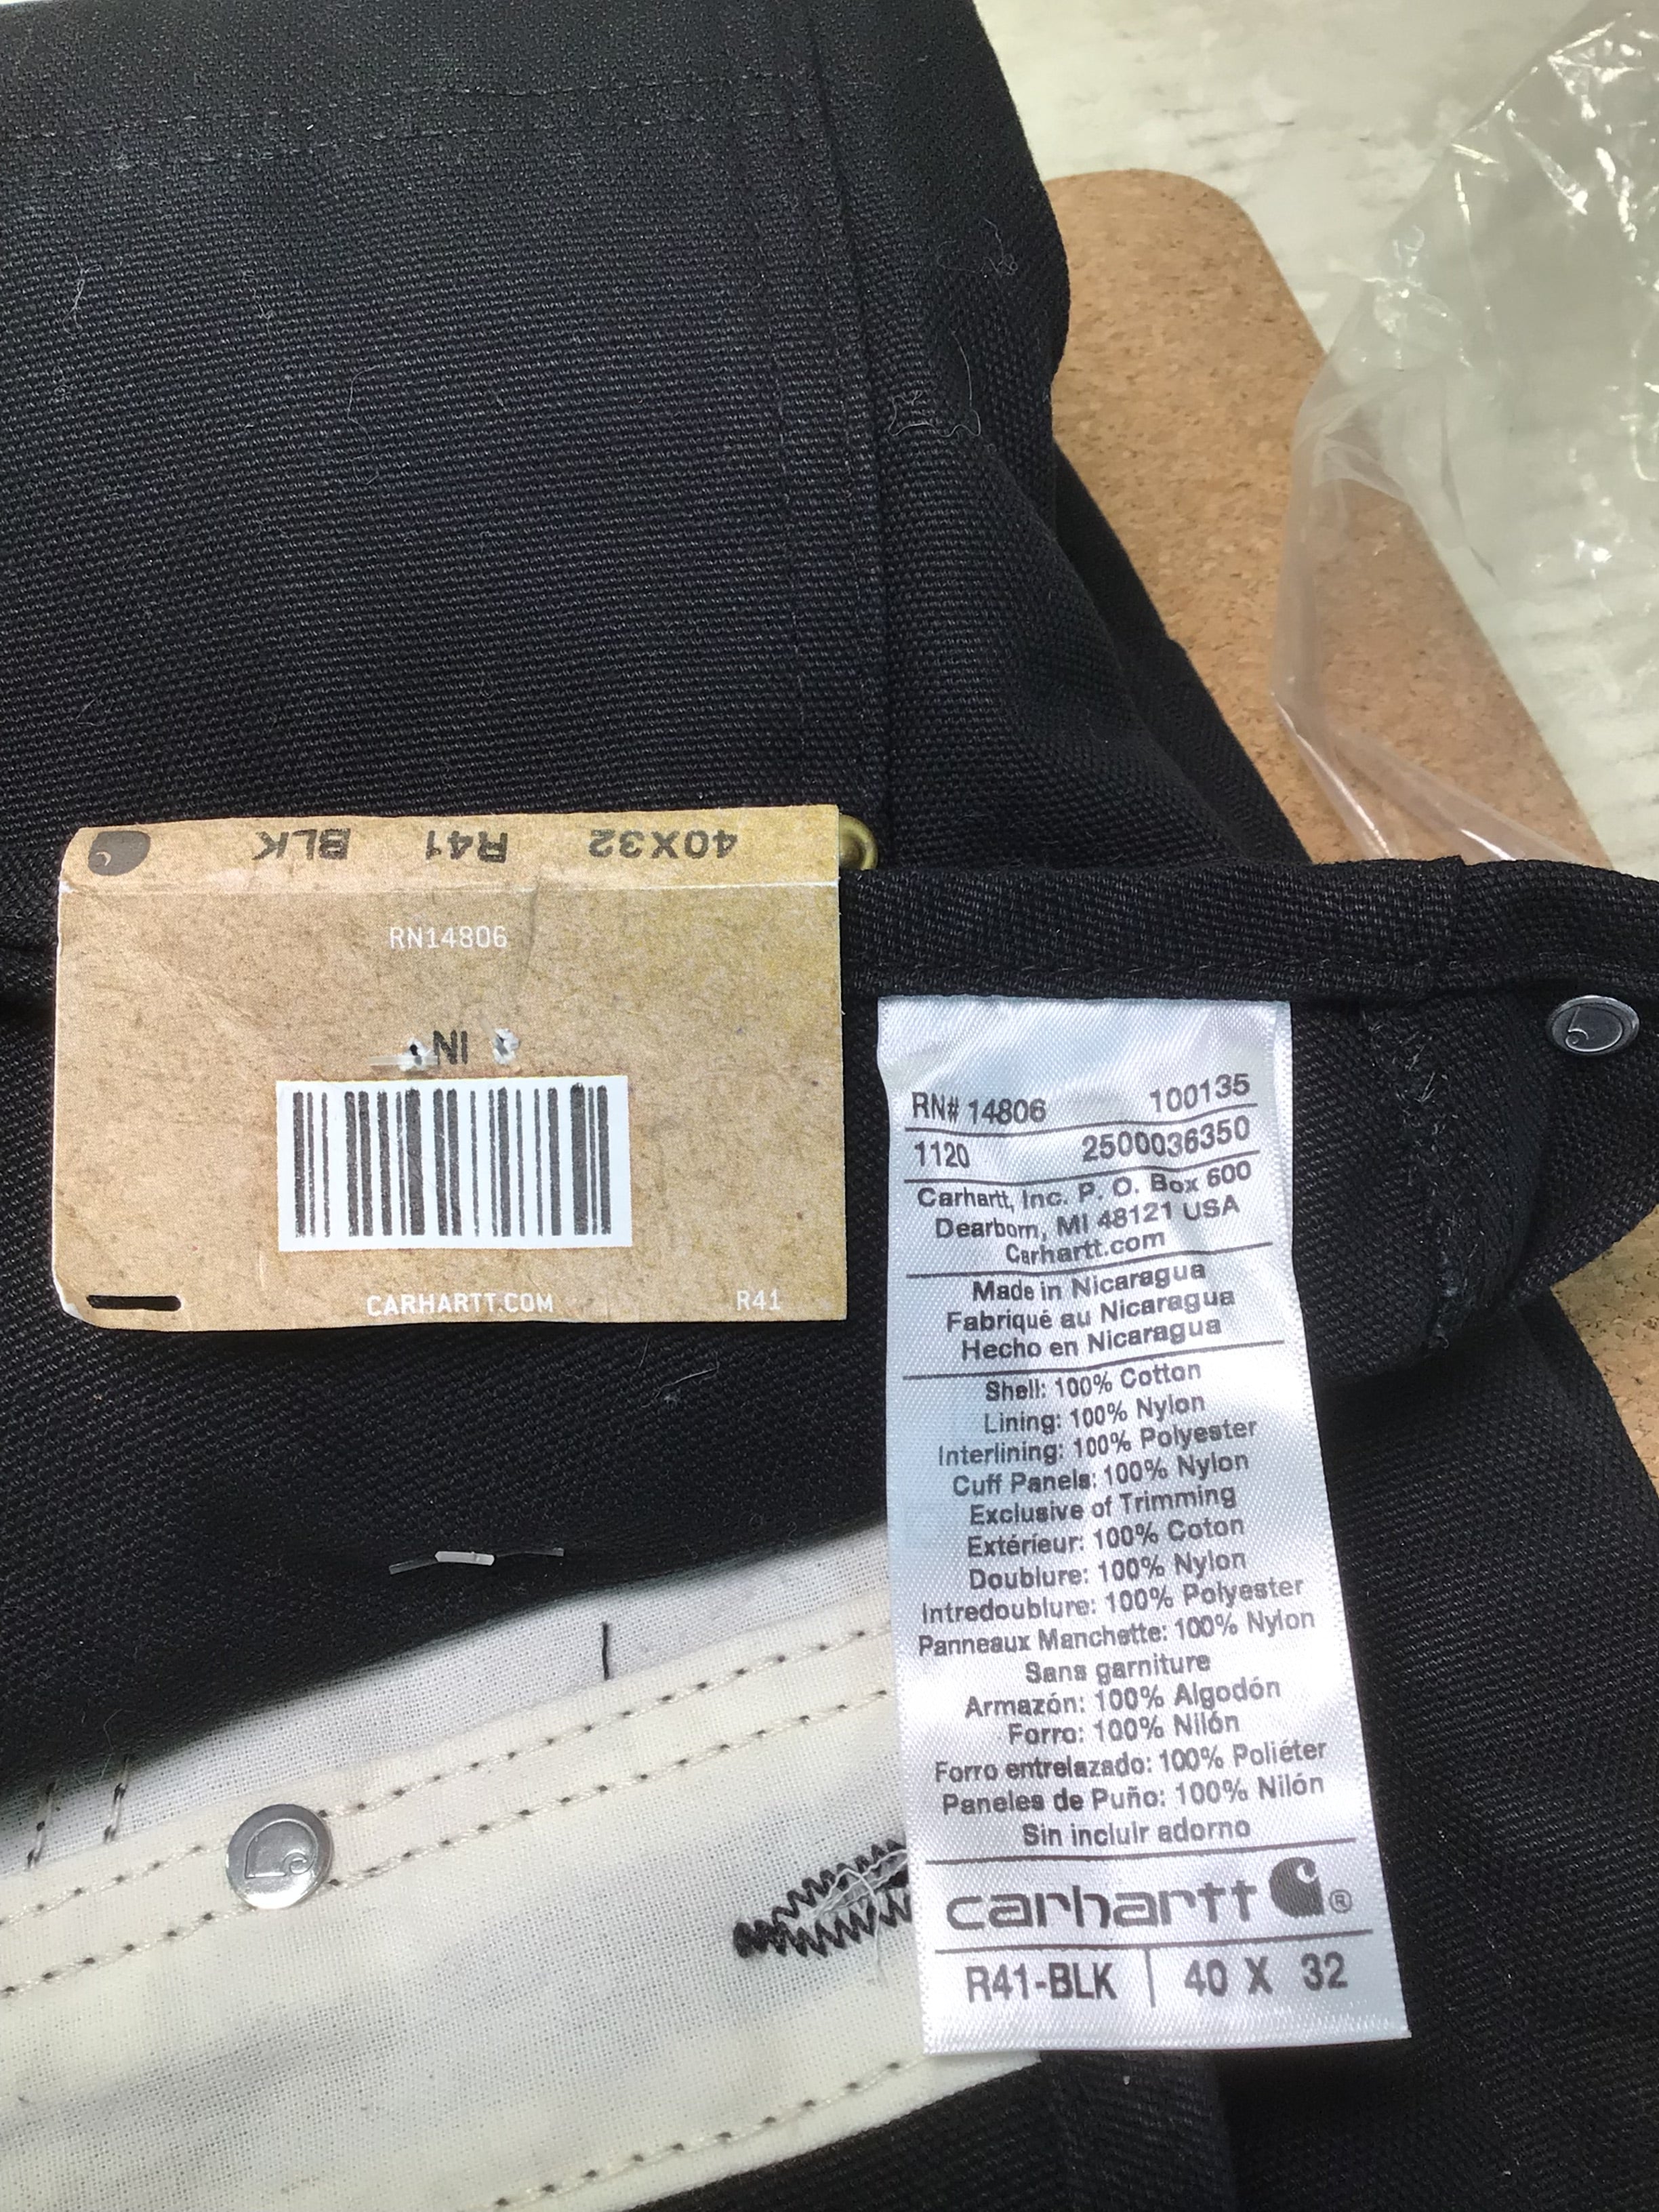 40X32 R41 BLK
RN14806
IN
CARHARTT.COM R41
RN# 14806 100135
1120 2500036350
Carhartt, Inc. P. O. Box 600
Dearborn, MI 48121 USA
Carhartt.com
Made in Nicaragua
Fabriqué au Nicaragua
Hecho en Nicaragua
Shell: 100% Cotton
Lining: 100% Nylon
Interlining: 100% Polyester
Cuff Panels: 100% Nylon
Exclusive of Trimming
Extérieur: 100% Coton
Doublure: 100% Nylon
Intredoublure: 100% Polyester
Panneaux Manchette: 100% Nylon
Sans garniture
Armazón: 100% Algodón
Forro: 100% Nilón
Forro entrelazado: 100% Poliéter
Paneles de Puño: 100% Nilón
Sin incluir adorno
carhartt ®
R41-BLK | 40 X 32